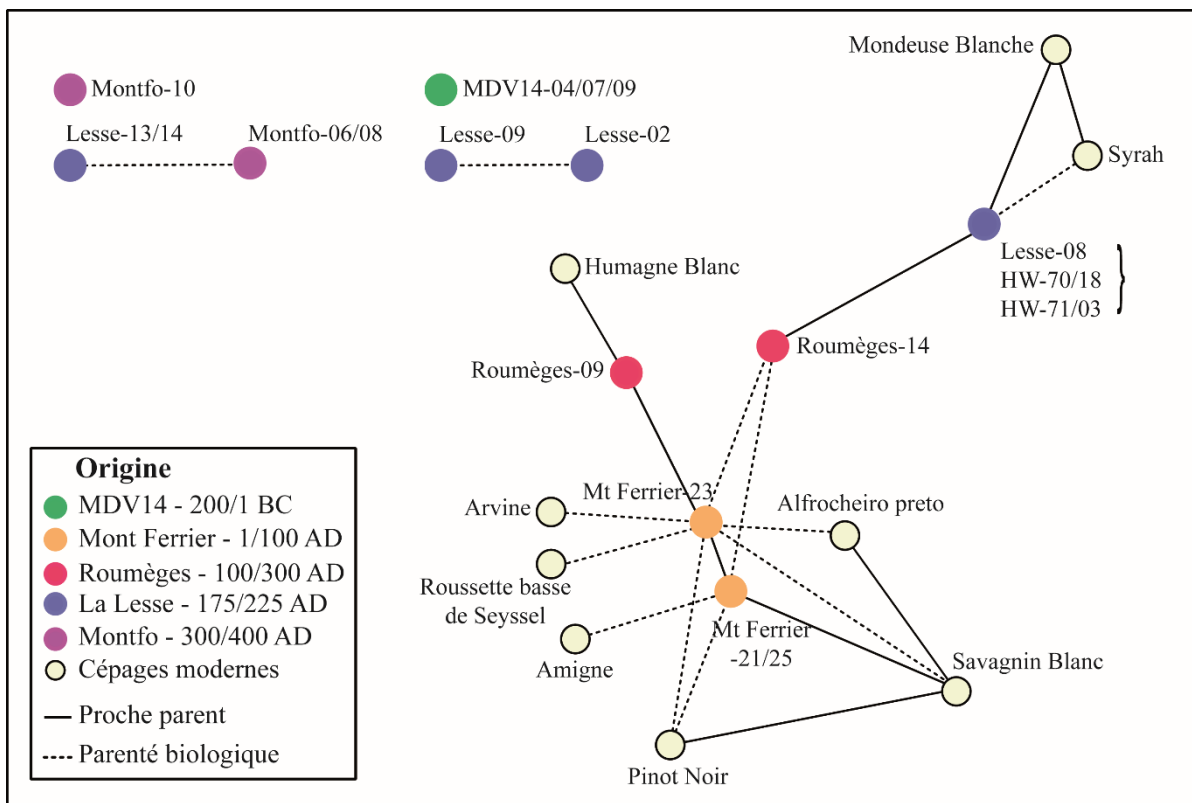 Mondeuse Blanche
Montfo-10
MDV14-04/07/09
Lesse-13/14
Montfo-06/08
Lesse-09
Lesse-02
Syrah
Lesse-08
HW-70/18
HW-71/03
Humagne Blanc
Roumèges-14
Roumèges-09
Mt Ferrier-23
Alfrocheiro preto
Arvine
Roussette basse
de Seyssel
Mt Ferrier
-21/25
Amigne
Savagnin Blanc
Pinot Noir
Origine
MDV14 - 200/1 BC
Mont Ferrier - 1/100 AD
Roumèges - 100/300 AD
La Lesse - 175/225 AD
Montfo - 300/400 AD
Cépages modernes
Proche parent
Parenté biologique